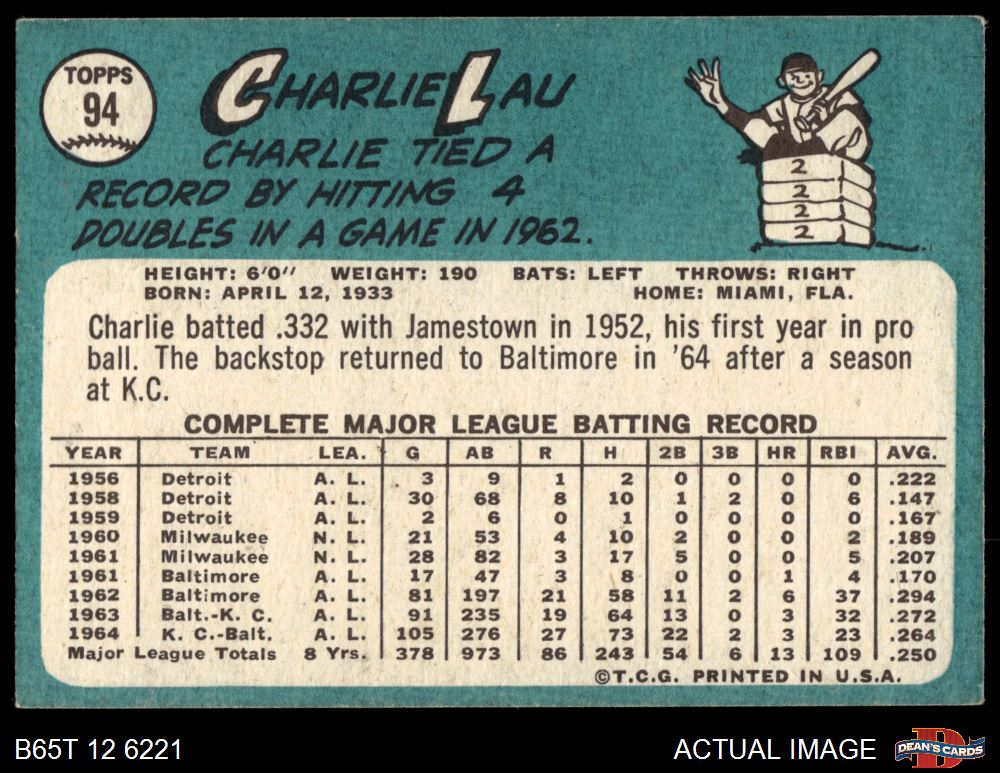 TOPPS
94
CHARLIE LAU
CHARLIE TIED A
RECORD BY HITTING 4
DOUBLES IN A GAME IN 1962.
2 1
2 1
2 1
2 1
HEIGHT: 6'0" WEIGHT: 190 BATS: LEFT THROWS: RIGHT
BORN: APRIL 12, 1933 HOME: MIAMI, FLA.
Charlie batted .332 with Jamestown in 1952, his first year in pro
ball. The backstop returned to Baltimore in '64 after a season
at K.C.
COMPLETE MAJOR LEAGUE BATTING RECORD
YEAR TEAM LEA. G AB R H 2B 3B HR RBI AVG.
1956 Detroit A. L. 3 9 1 2 0 0 0 0 .222
1958 Detroit A. L. 30 68 8 10 1 2 0 6 .147
1959 Detroit A. L. 2 6 0 1 0 0 0 0 .167
1960 Milwaukee N. L. 21 53 4 10 2 0 0 2 .189
1961 Milwaukee N. L. 28 82 3 17 5 0 0 5 .207
1961 Baltimore A. L. 17 47 3 8 0 0 1 4 .170
1962 Baltimore A. L. 81 197 21 58 11 2 6 37 .294
1963 Balt.-K. C. A. L. 91 235 19 64 13 0 3 32 .272
1964 K. C.-Balt. A. L. 105 276 27 73 22 2 3 23 .264
Major League Totals 8 Yrs. 378 973 86 243 54 6 13 109 .250
©T.C.G. PRINTED IN U.S.A.
B65T 12 6221 ACTUAL IMAGE
D
DEAN'S CARDS